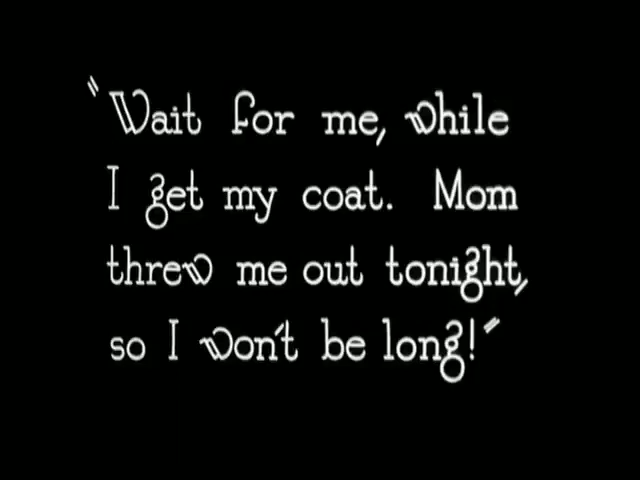 "Wait for me, while
I get my coat. Mom
threw me out tonight,
so I won't be long!"